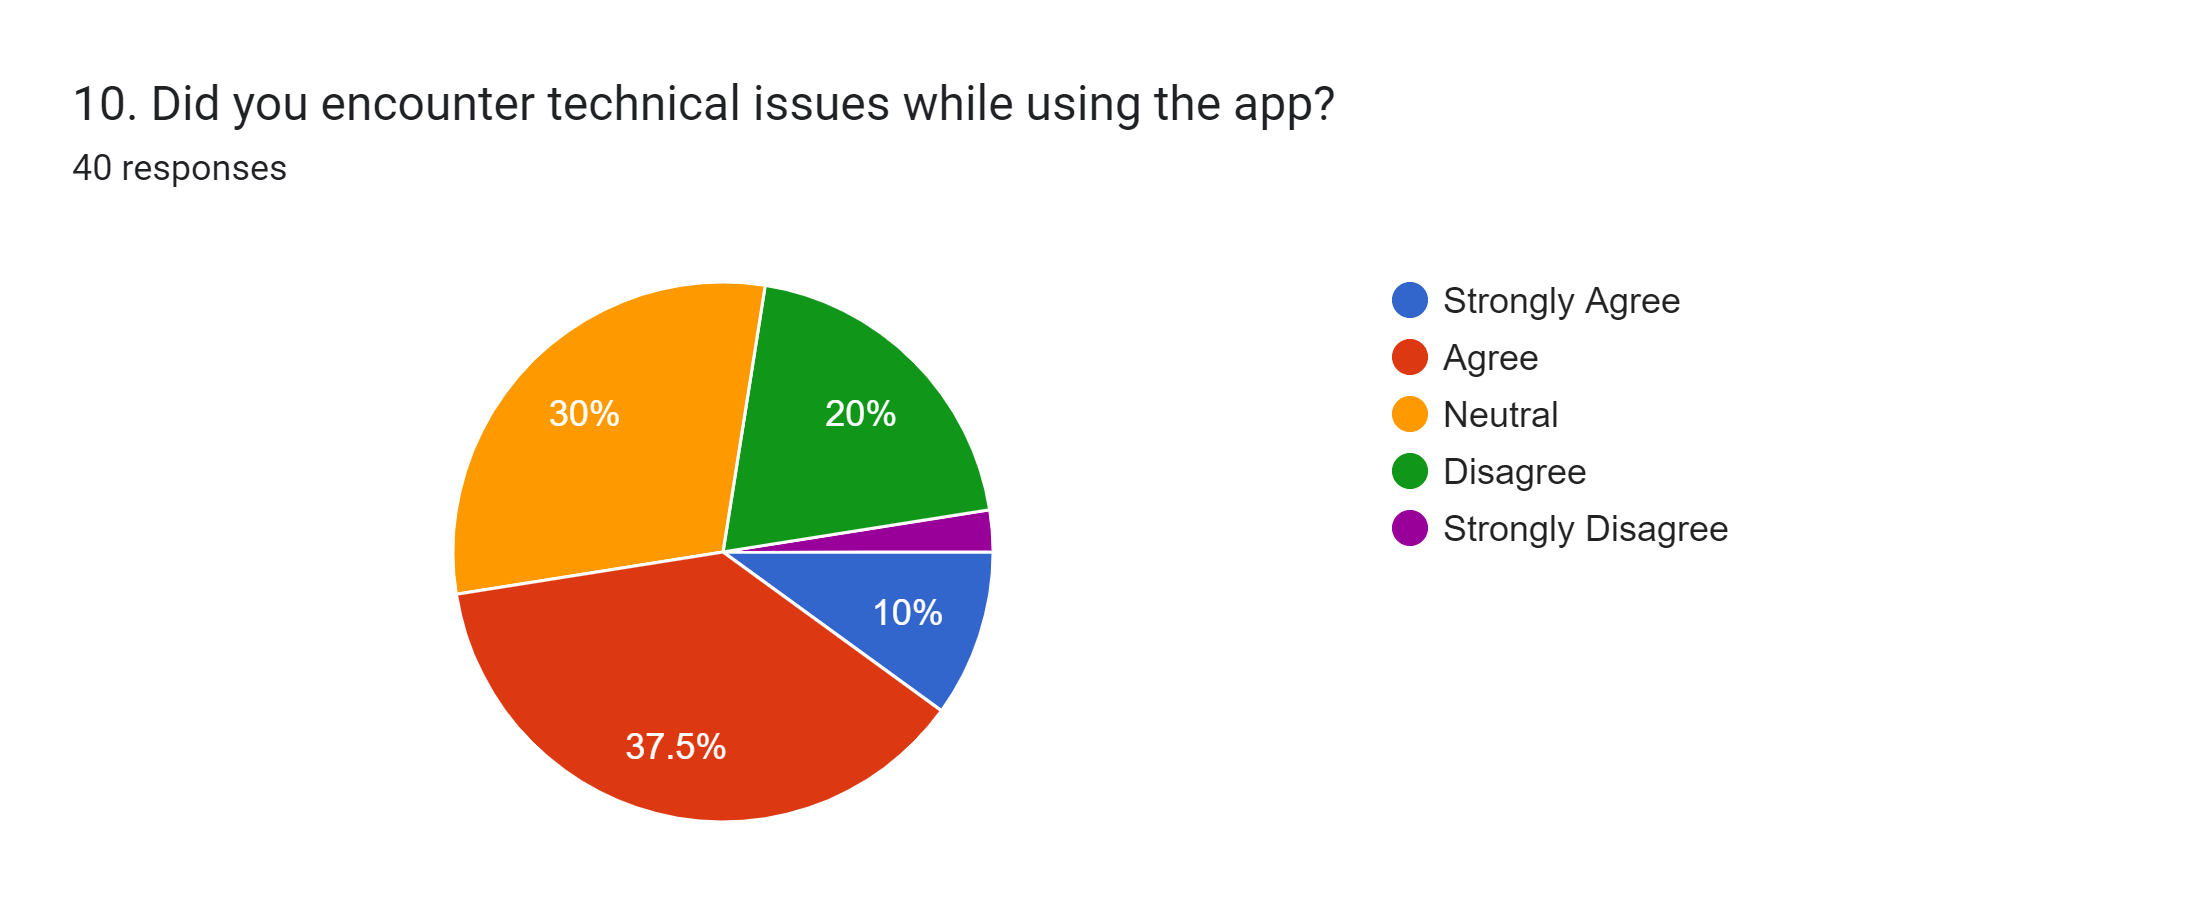 10. Did you encounter technical issues while using the app?
40 responses
30%
20%
10%
37.5%
Strongly Agree
Agree
Neutral
Disagree
Strongly Disagree